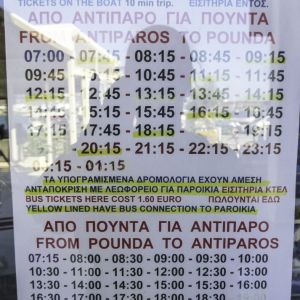 TICKETS ON THE BOAT 10 min trip. ΕΙΣΙΤΗΡΙΑ ΕΝΤΟΣ.
ΑΠΟ ΑΝΤΙΠΑΡΟ ΓΙΑ ΠΟΥΝΤΑ
FROM ANTIPAROS TO POUNDA
07:00 - 07:45 - 08:15 - 08:45 - 09:15
09:45 - 10:15 - 10:45 - 11:15 - 11:45
12:15 - 12:45 - 13:15 - 13:45 - 14:15
14:45 - 15:15 - 15:45 - 16:15 - 16:45
17:15 - 17:45 - 18:15 - 19:15
19:45 - 20:30 - 21:15 - 22:15 - 23:15
- 01:15
ΤΑ ΥΠΟΓΡΑΜΙΣΜΕΝΑ ΔΡΟΜΟΛΟΓΙΑ ΕΧΟΥΝ ΑΜΕΣΗ
ΑΝΤΑΠΟΚΡΙΣΗ ΜΕ ΛΕΩΦΟΡΕΙΟ ΓΙΑ ΠΑΡΟΙΚΙΑ ΕΙΣΙΤΗΡΙΑ ΚΤΕΛ
BUS TICKETS HERE COST 1.60 EURO ΠΩΛΟΥΝΤΑΙ ΕΔΩ
YELLOW LINED HAVE BUS CONNECTION TO PAROIKIA
ΑΠΟ ΠΟΥΝΤΑ ΓΙΑ ΑΝΤΙΠΑΡΟ
FROM POUNDA TO ANTIPAROS
07:15 - 08:00 - 08:30 - 09:30 - 10:00
10:30 - 11:00 - 11:30 - 12:00 - 12:30
13:00 - 13:30 - 14:00 - 14:30 - 15:00
16:30 - 17:00 - 17:30 - 18:00